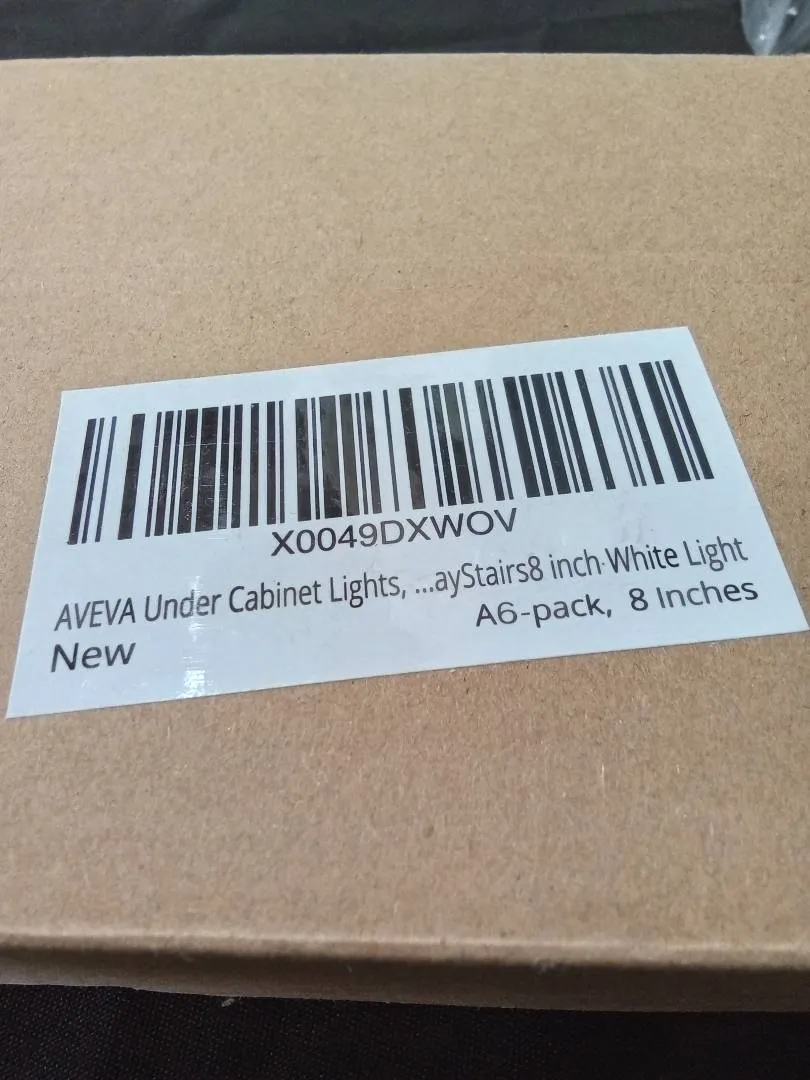 X0049DXWOV
AVEVA Under Cabinet Lights, ...ayStairs8 inch·White Light
A6-pack, 8 Inches
New